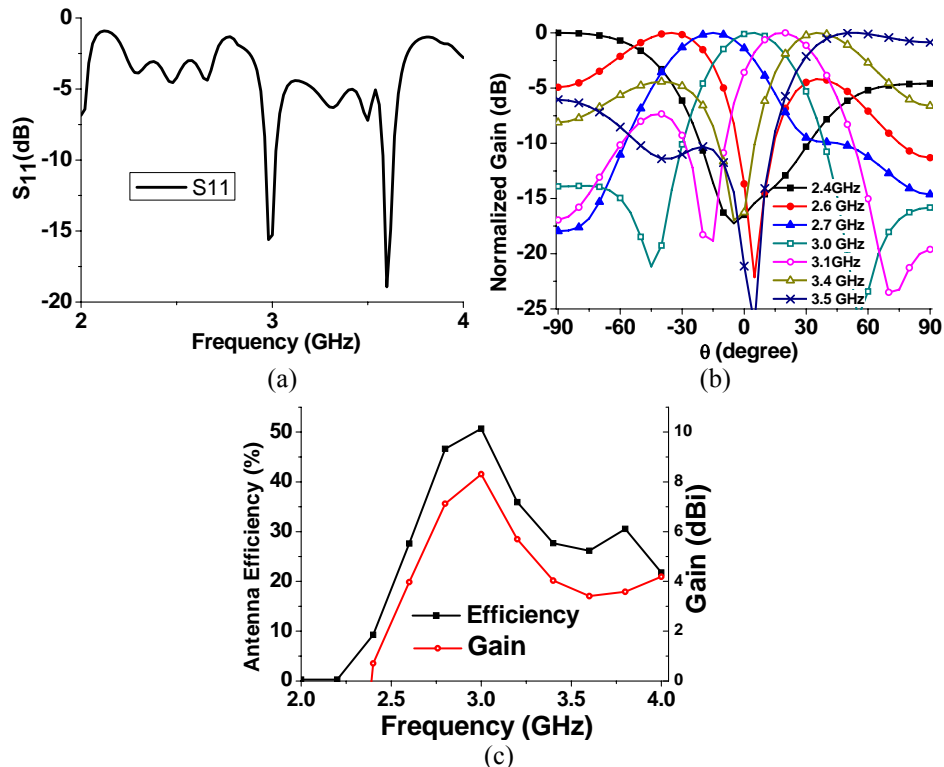 (a)
0
-5
-10
-15
-20
S11(dB)
S11
2
3
4
Frequency (GHz)
(a)
(b)
0
-5
-10
-15
-20
-25
Normalized Gain (dB)
2.4GHz
2.6 GHz
2.7 GHz
3.0 GHz
3.1GHz
3.4 GHz
3.5 GHz
-90
-60
-30
0
30
60
90
θ (degree)
(b)
50
40
30
20
10
0
Antenna Efficiency (%)
10
8
6
4
2
0
Gain (dBi)
Efficiency
Gain
2.0
2.5
3.0
3.5
4.0
Frequency (GHz)
(c)